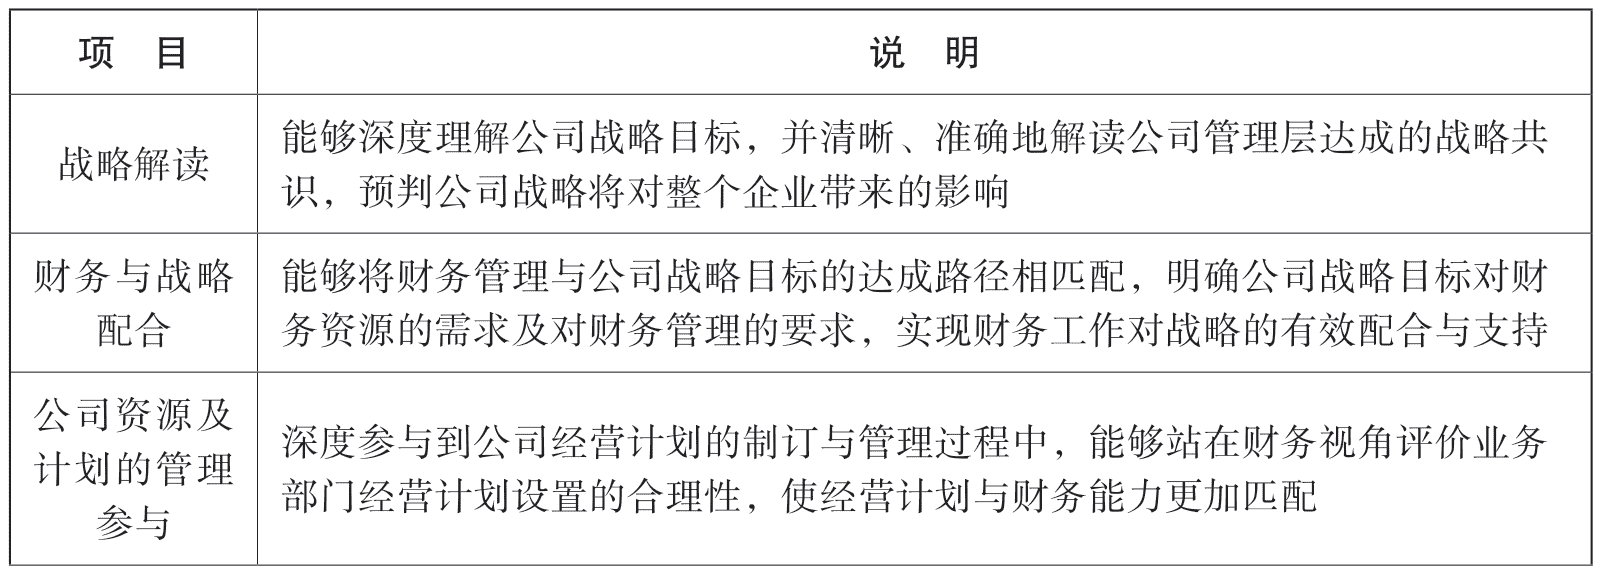 项 目
说 明
战略解读
能够深度理解公司战略目标，并清晰、准确地解读公司管理层达成的战略共
识，预判公司战略将对整个企业带来的影响
财务与战略
配合
能够将财务管理与公司战略目标的达成路径相匹配，明确公司战略目标对财
务资源的需求及对财务管理的要求，实现财务工作对战略的有效配合与支持
公司资源及
计划的管理
参与
深度参与到公司经营计划的制订与管理过程中，能够站在财务视角评价业务
部门经营计划设置的合理性，使经营计划与财务能力更加匹配